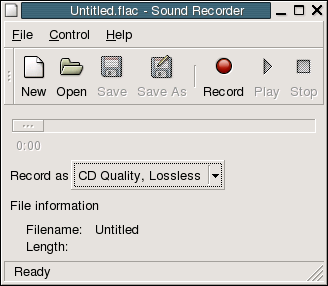 Untitled.flac - Sound Recorder
File Control Help
New Open Save Save As Record Play Stop
0:00
Record as CD Quality, Lossless
File information
Filename: Untitled
Length:
Ready